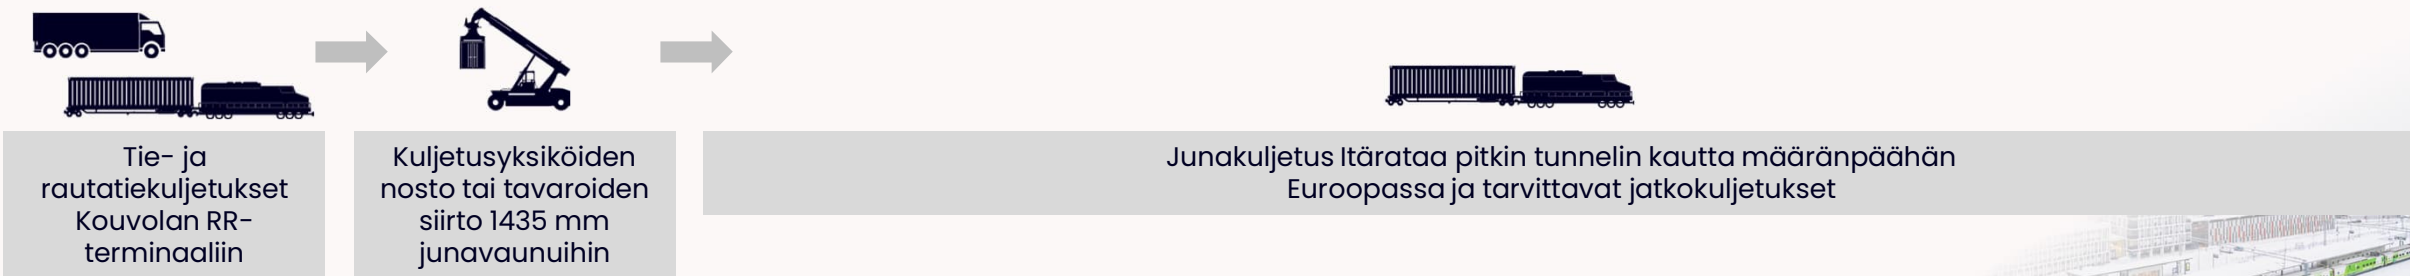 Tie- ja
rautatiekuljetukset
Kouvolan RR-
terminaaliin
Kuljetusyksiköiden
nosto tai tavaroiden
siirto 1435 mm
junavaunuihin
Junakuljetus Itärataa pitkin tunnelin kautta määränpäähän
Euroopassa ja tarvittavat jatkokuljetukset